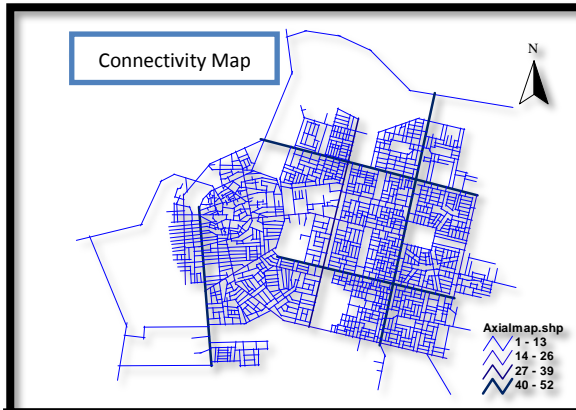 Connectivity Map
N
Axialmap.shp
1 - 13
14 - 26
27 - 39
40 - 52